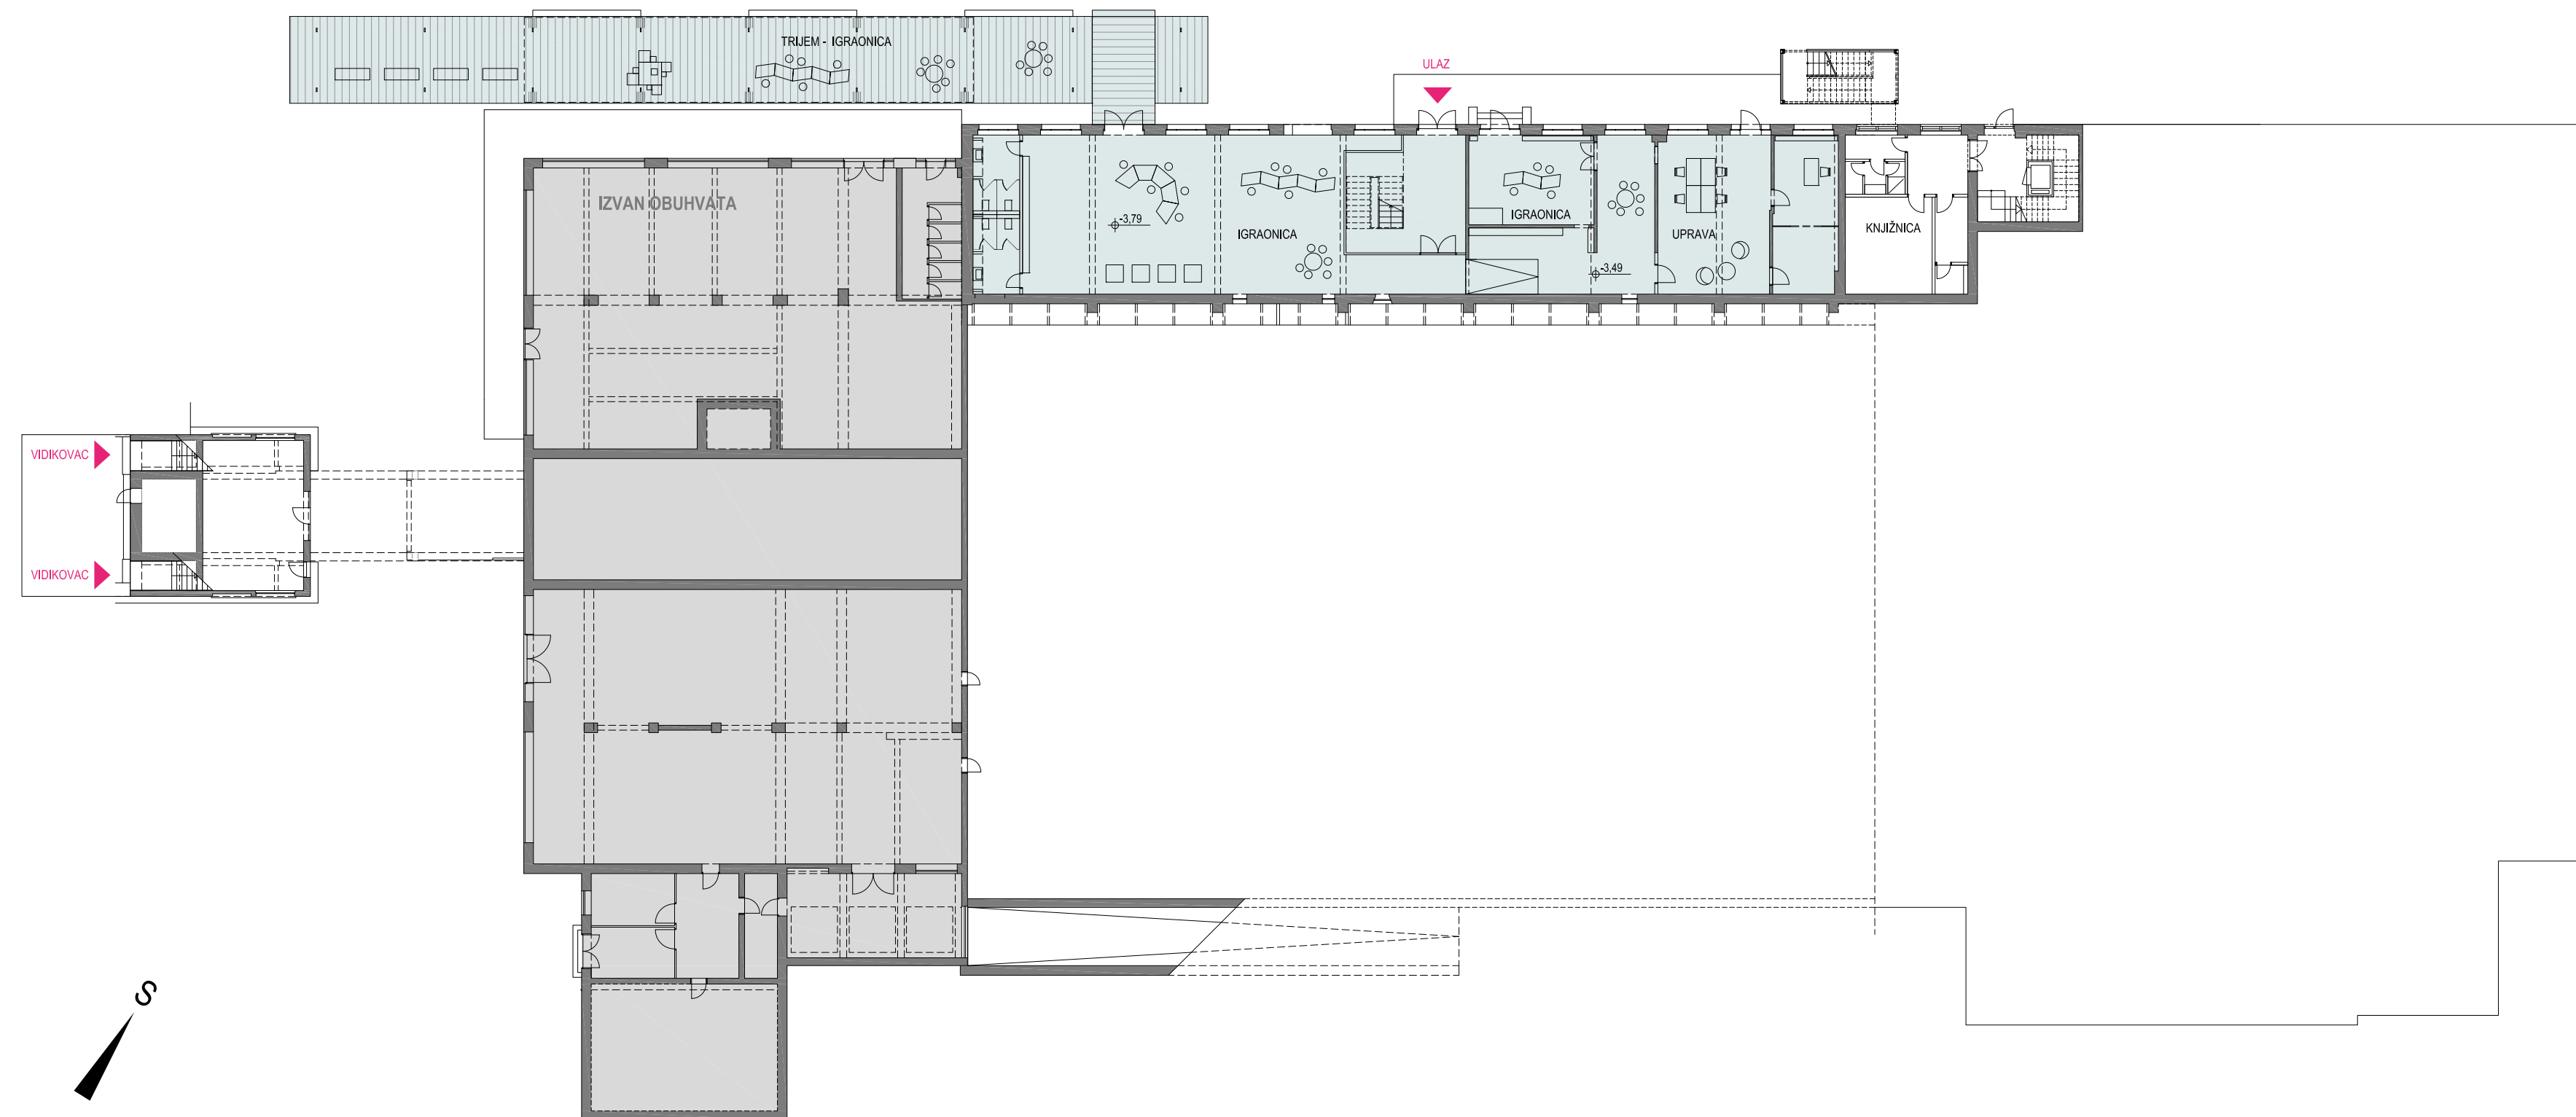 TRIJEM - IGRAONICA
ULAZ
IZVAN OBUHVATA
-3,79
IGRAONICA
IGRAONICA
-3,49
UPRAVA
KNJIŽNICA
VIDIKOVAC
VIDIKOVAC
S